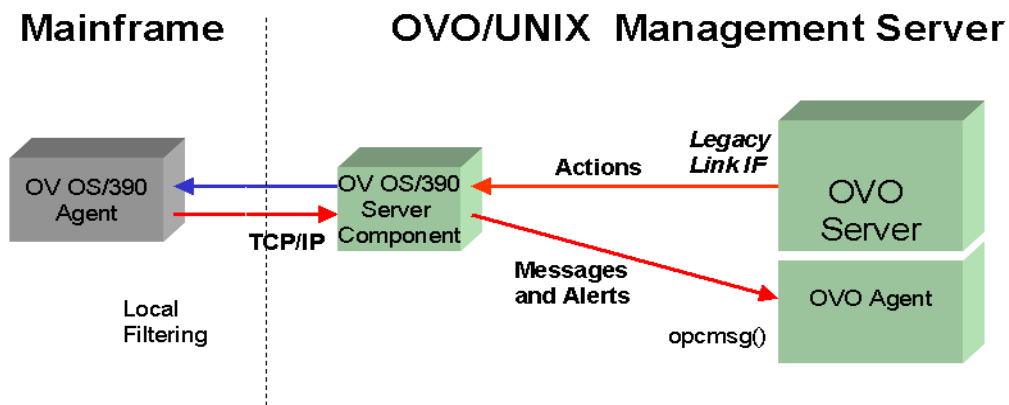 Mainframe
OVO/UNIX Management Server
OV OS/390
Agent
TCP/IP
Local
Filtering
OV OS/390
Server
Component
Actions
Legacy
Link IF
Messages
and Alerts
OVO
Server
OVO Agent
opcmsg()